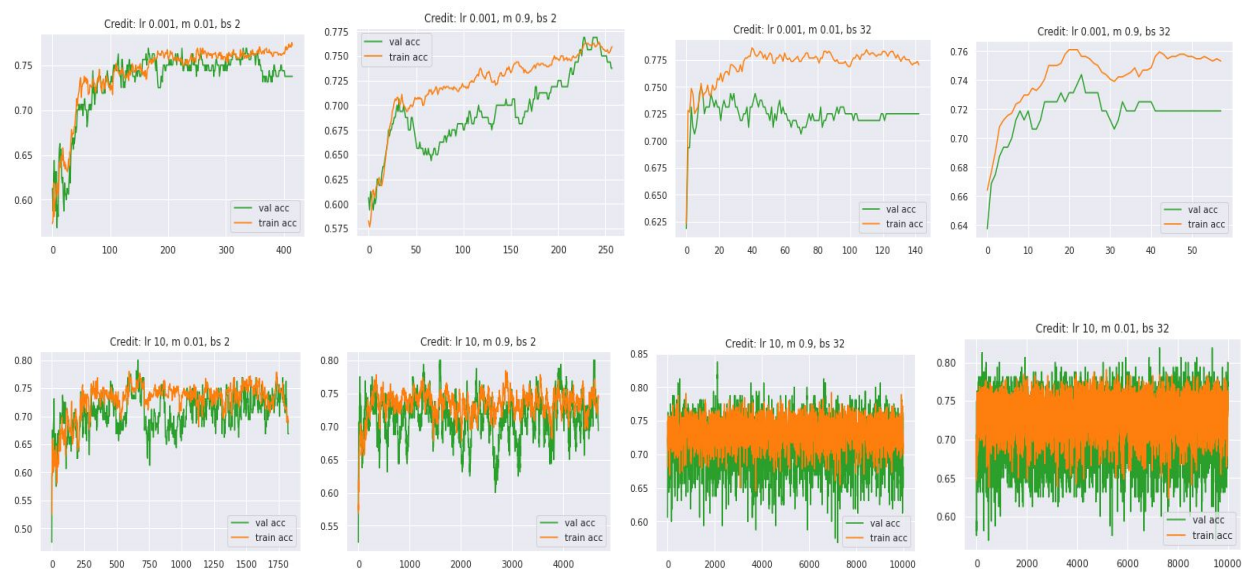 Credit: lr 0.001, m 0.01, bs 2
0.75
0.70
0.65
0.60
val acc
train acc
0 100 200 300 400
Credit: lr 0.001, m 0.9, bs 2
0.775
0.750
0.725
0.700
0.675
0.650
0.625
0.600
0.575
val acc
train acc
0 50 100 150 200 250
Credit: lr 0.001, m 0.01, bs 32
0.775
0.750
0.725
0.700
0.675
0.650
0.625
val acc
train acc
0 20 40 60 80 100 120 140
Credit: lr 0.001, m 0.9, bs 32
0.76
0.74
0.72
0.70
0.68
0.66
0.64
val acc
train acc
0 10 20 30 40 50
Credit: lr 10, m 0.01, bs 2
0.80
0.75
0.70
0.65
0.60
0.55
0.50
val acc
train acc
0 250 500 750 1000 1250 1500 1750
Credit: lr 10, m 0.9, bs 2
0.80
0.75
0.70
0.65
0.60
0.55
val acc
train acc
0 1000 2000 3000 4000
Credit: lr 10, m 0.9, bs 32
0.85
0.80
0.75
0.70
0.65
0.60
val acc
train acc
0 2000 4000 6000 8000 10000
Credit: lr 10, m 0.01, bs 32
0.80
0.75
0.70
0.65
0.60
val acc
train acc
0 2000 4000 6000 8000 10000